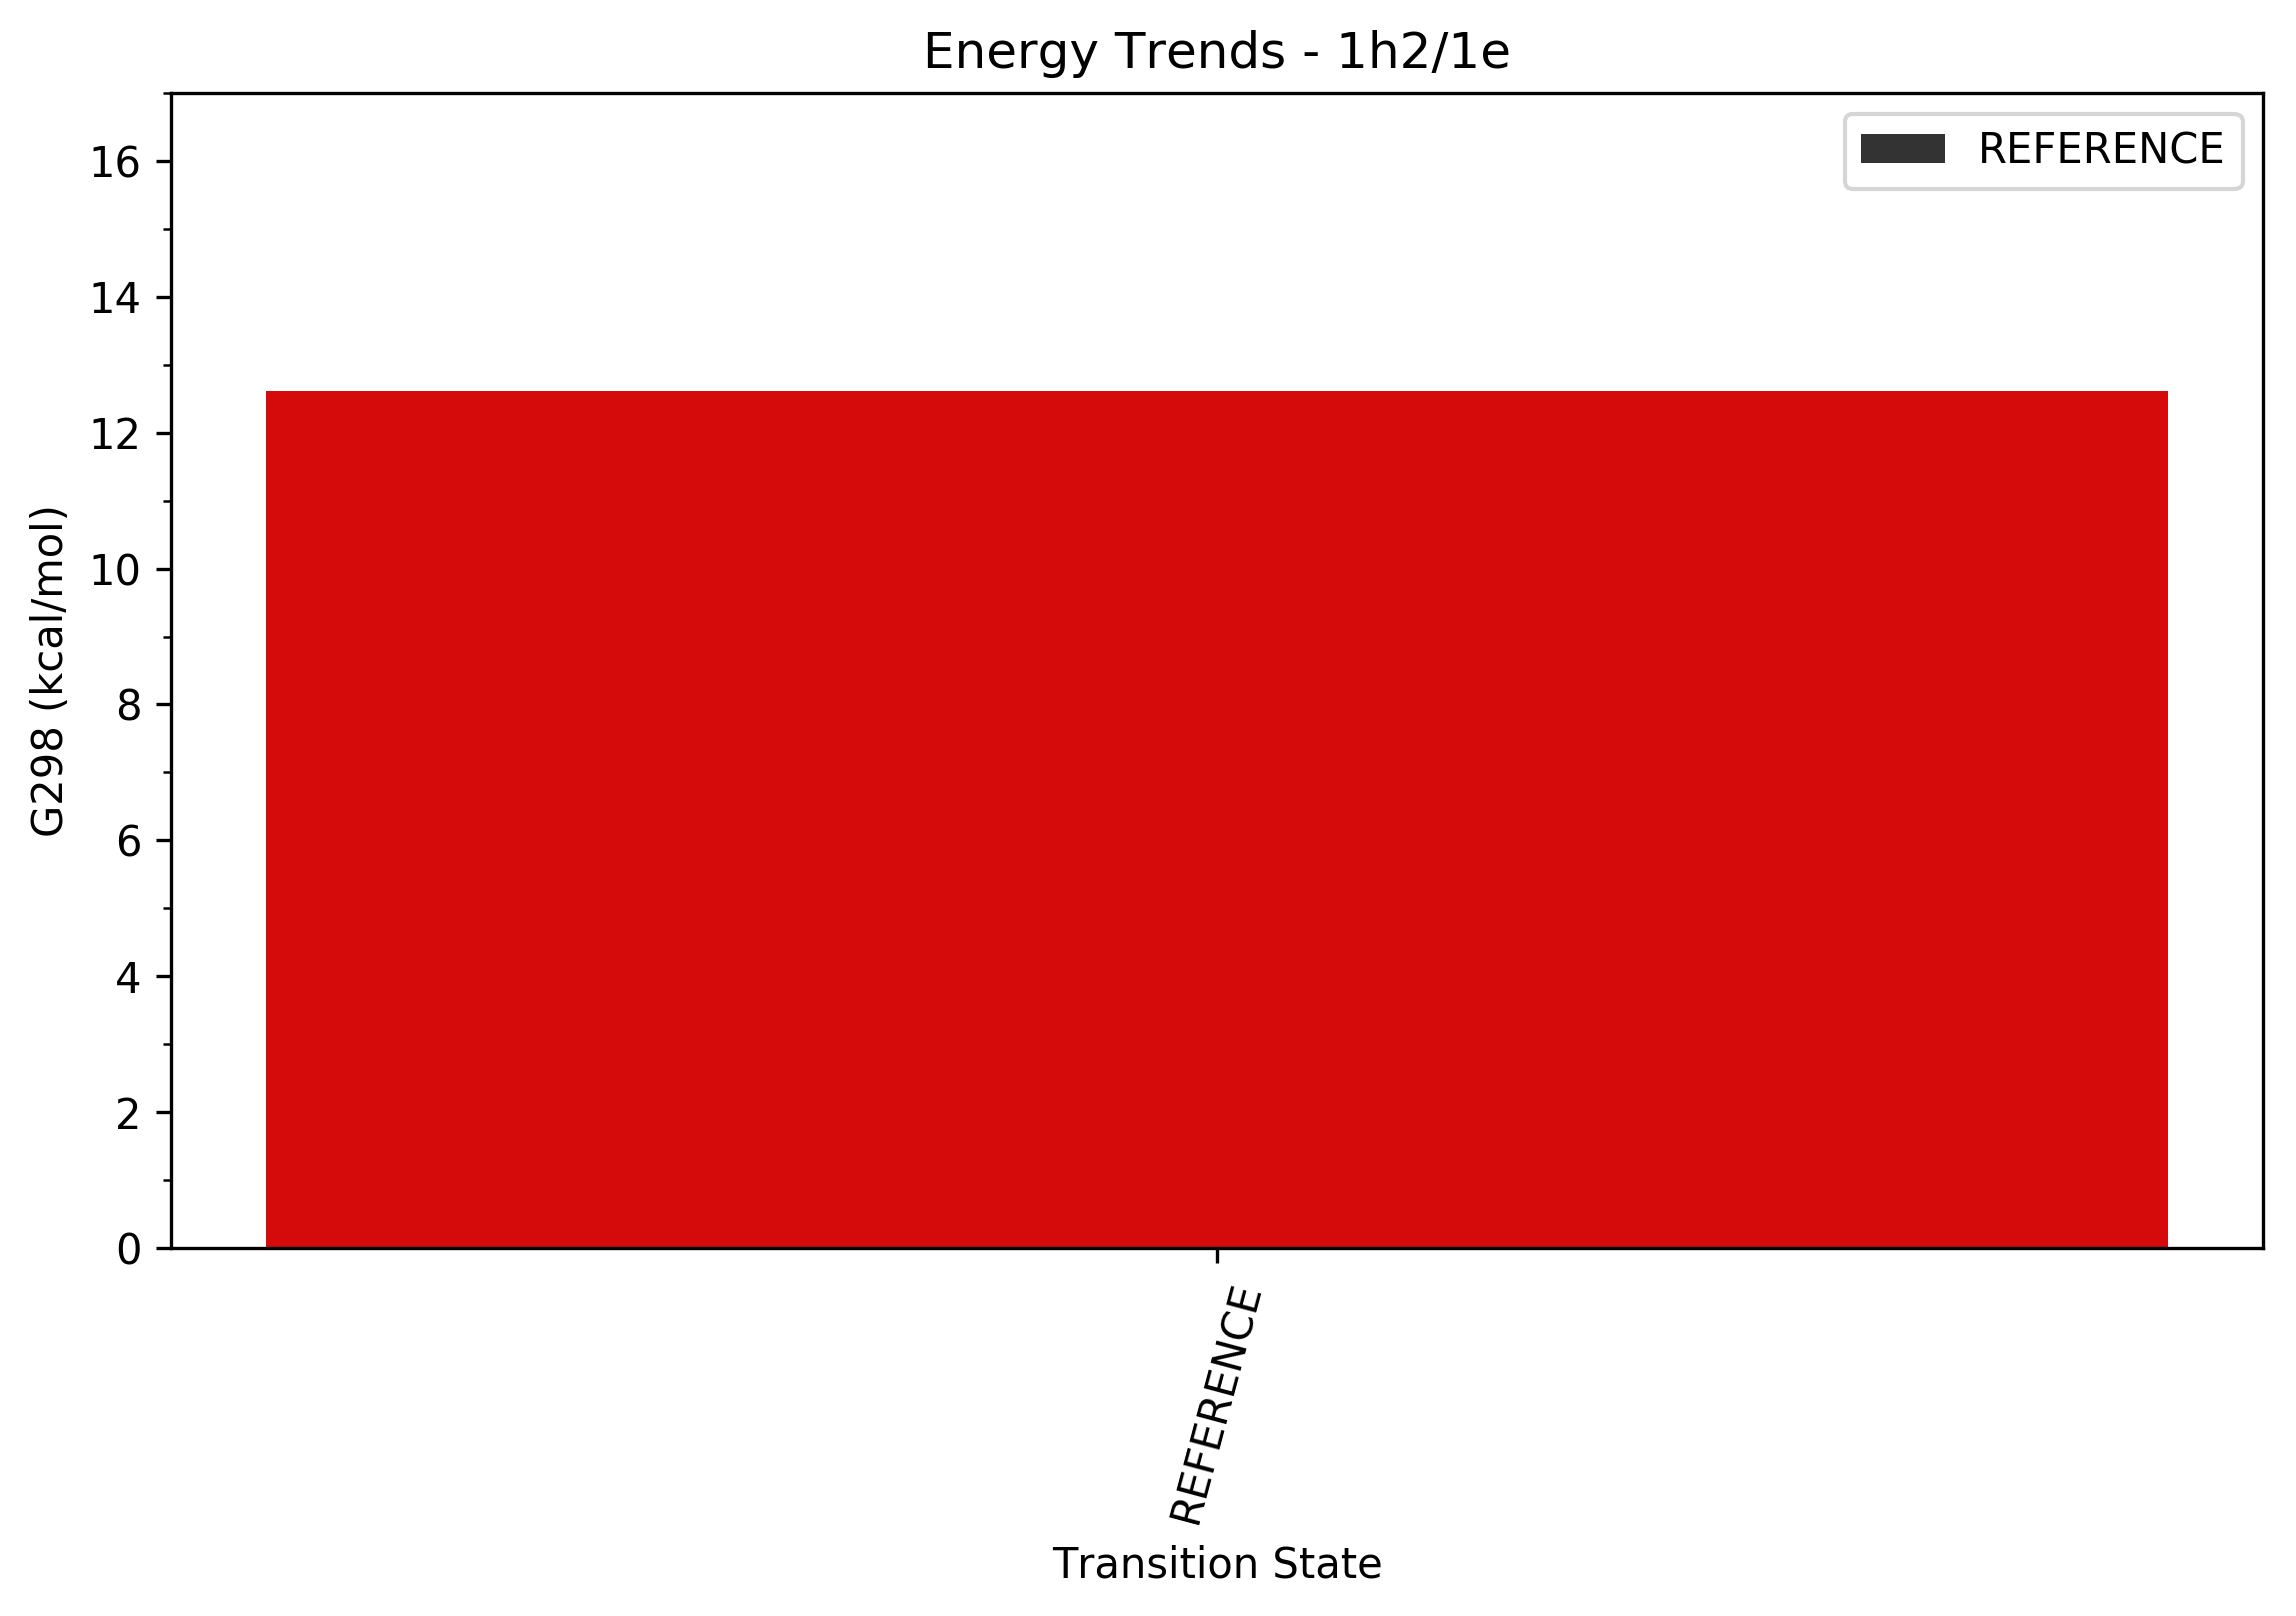 Energy Trends - 1h2/1e
REFERENCE
16
14
12
10
8
6
4
2
0
G298 (kcal/mol)
REFERENCE
Transition State